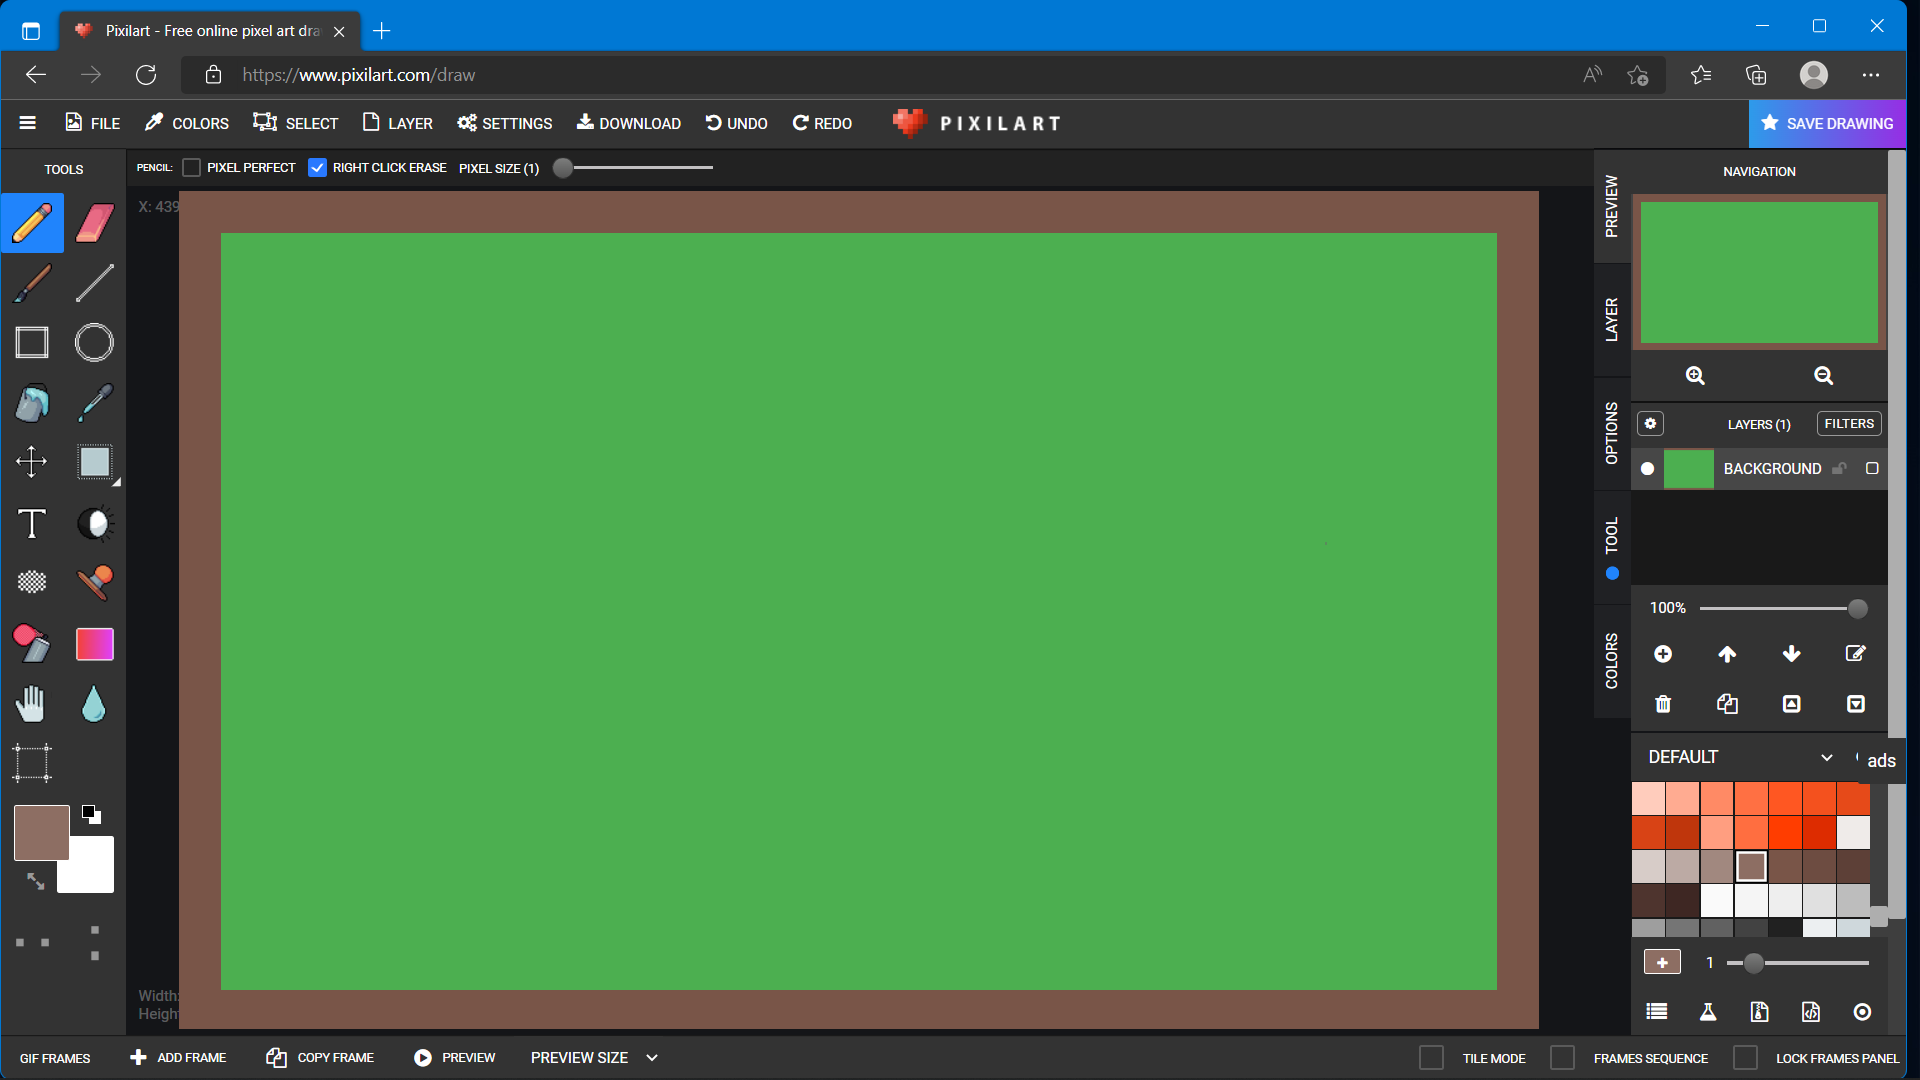 Pixilart - Free online pixel art dra
https://www.pixilart.com/draw
FILE COLORS SELECT LAYER SETTINGS DOWNLOAD UNDO REDO PIXILART SAVE DRAWING
TOOLS
PENCIL: PIXEL PERFECT RIGHT CLICK ERASE PIXEL SIZE (1)
X: 439
PREVIEW
LAYER
OPTIONS
TOOL
COLORS
NAVIGATION
LAYERS (1) FILTERS
BACKGROUND
100%
DEFAULT
ads
1
Width:
Height
GIF FRAMES ADD FRAME COPY FRAME PREVIEW PREVIEW SIZE TILE MODE FRAMES SEQUENCE LOCK FRAMES PANEL